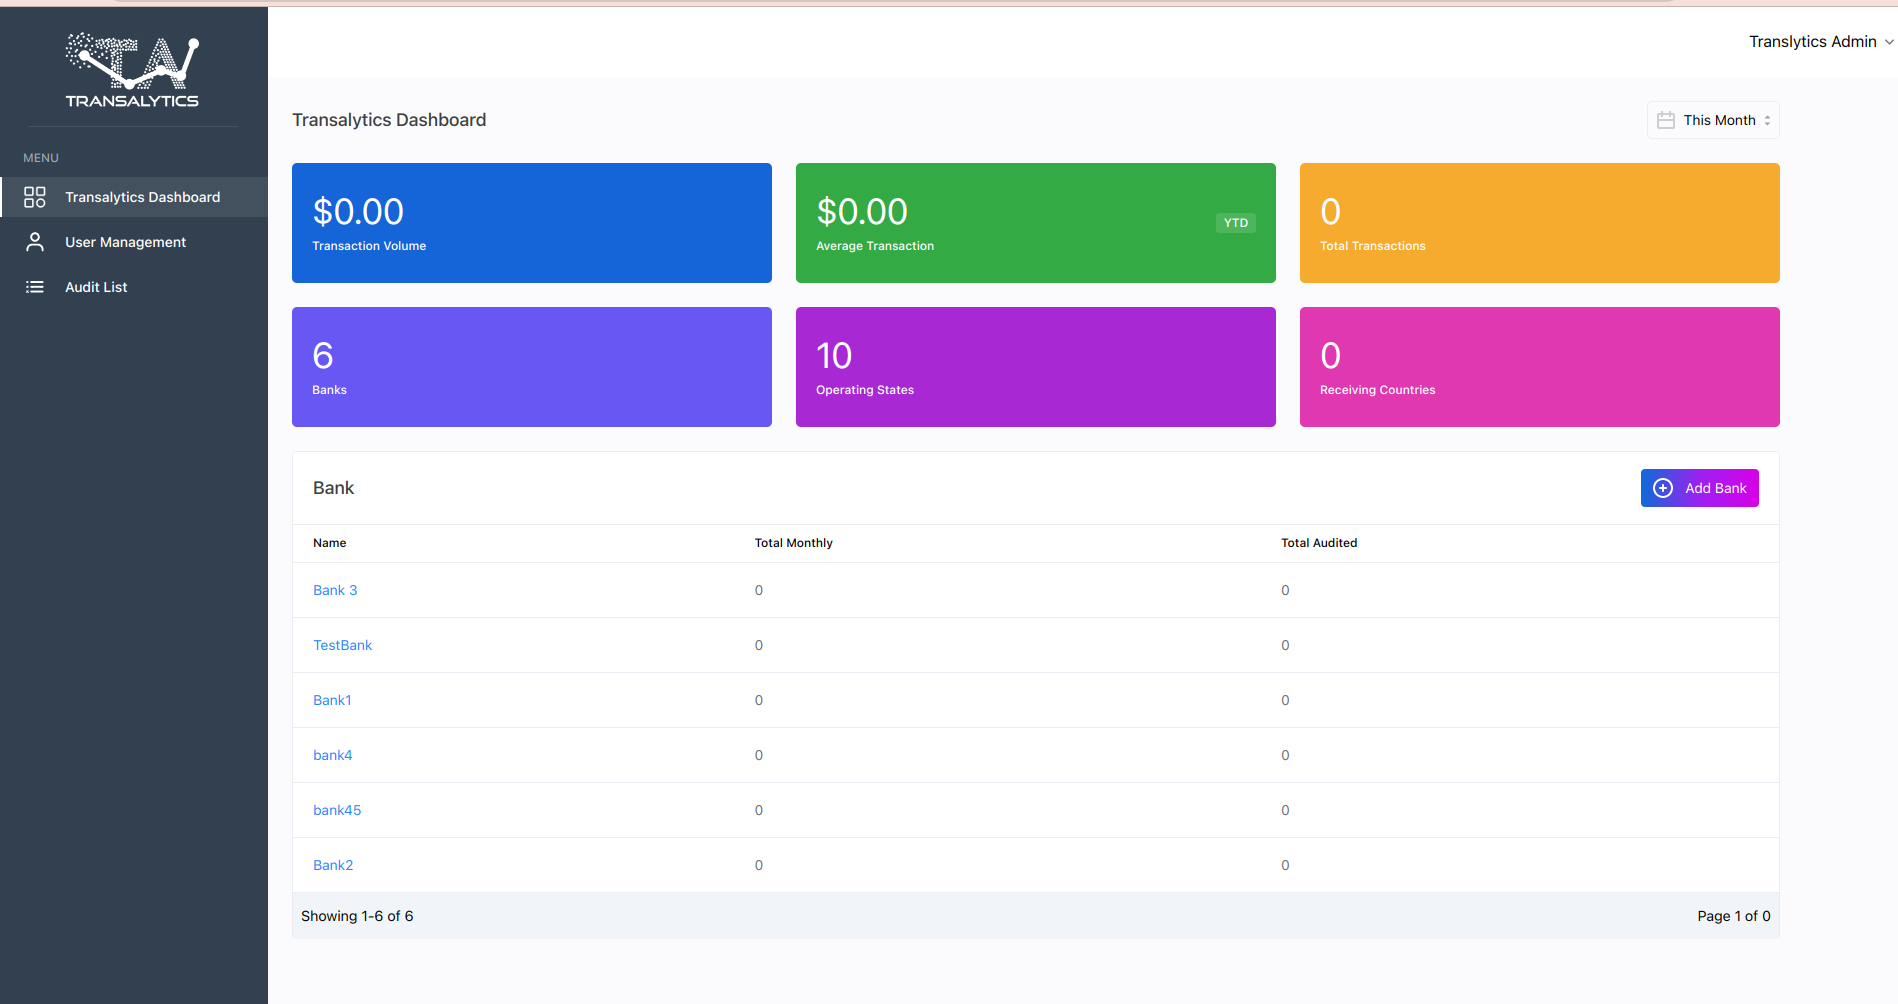 TA
TRANSALYTICS
Translytics Admin
MENU
Transalytics Dashboard
User Management
Audit List
Transalytics Dashboard
This Month
$0.00
Transaction Volume
$0.00
Average Transaction
YTD
0
Total Transactions
6
Banks
10
Operating States
0
Receiving Countries
Bank
Add Bank
Name Total Monthly Total Audited
Bank 3 0 0
TestBank 0 0
Bank1 0 0
bank4 0 0
bank45 0 0
Bank2 0 0
Showing 1-6 of 6
Page 1 of 0